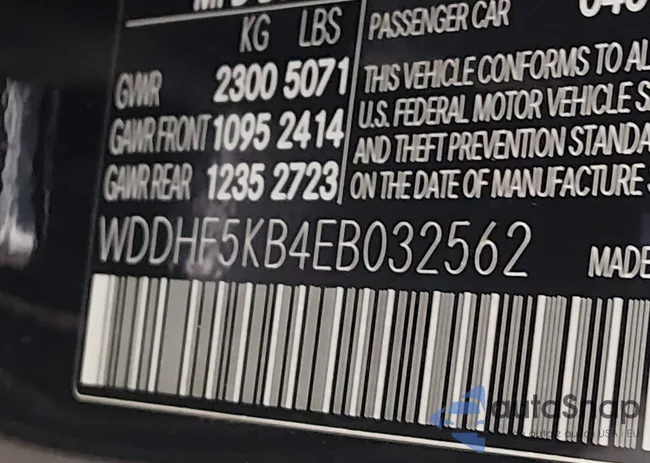 KG LBS
GVWR 2300 5071
GAWR FRONT 1095 2414
GAWR REAR 1235 2723
PASSENGER CAR
THIS VEHICLE CONFORMS TO AL
U.S. FEDERAL MOTOR VEHICLE S
AND THEFT PREVENTION STANDA
ON THE DATE OF MANUFACTURE
WDDHF5KB4EB032562
MADE
autoShop